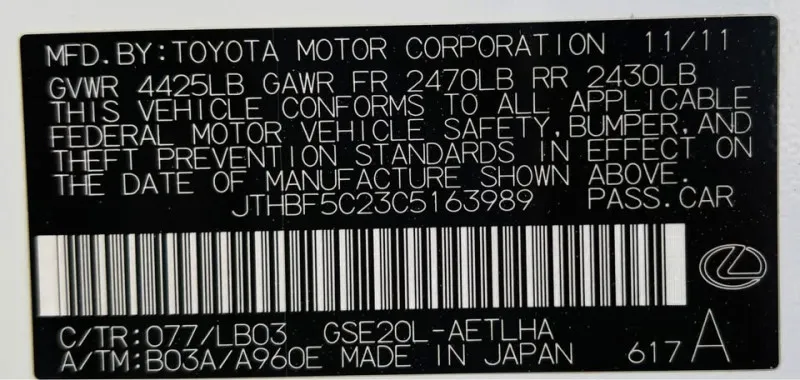 MFD. BY: TOYOTA MOTOR CORPORATION 11/11
GVWR 4425LB GAWR FR 2470LB RR 2430LB
THIS VEHICLE CONFORMS TO ALL APPLICABLE
FEDERAL MOTOR VEHICLE SAFETY, BUMPER, AND
THEFT PREVENTION STANDARDS IN EFFECT ON
THE DATE OF MANUFACTURE SHOWN ABOVE.
JTHBF5C23C5163989 PASS. CAR
C/TR: 077/LB03 GSE20L-AETLHA
A/TM: B03A/A960E MADE IN JAPAN 617 A